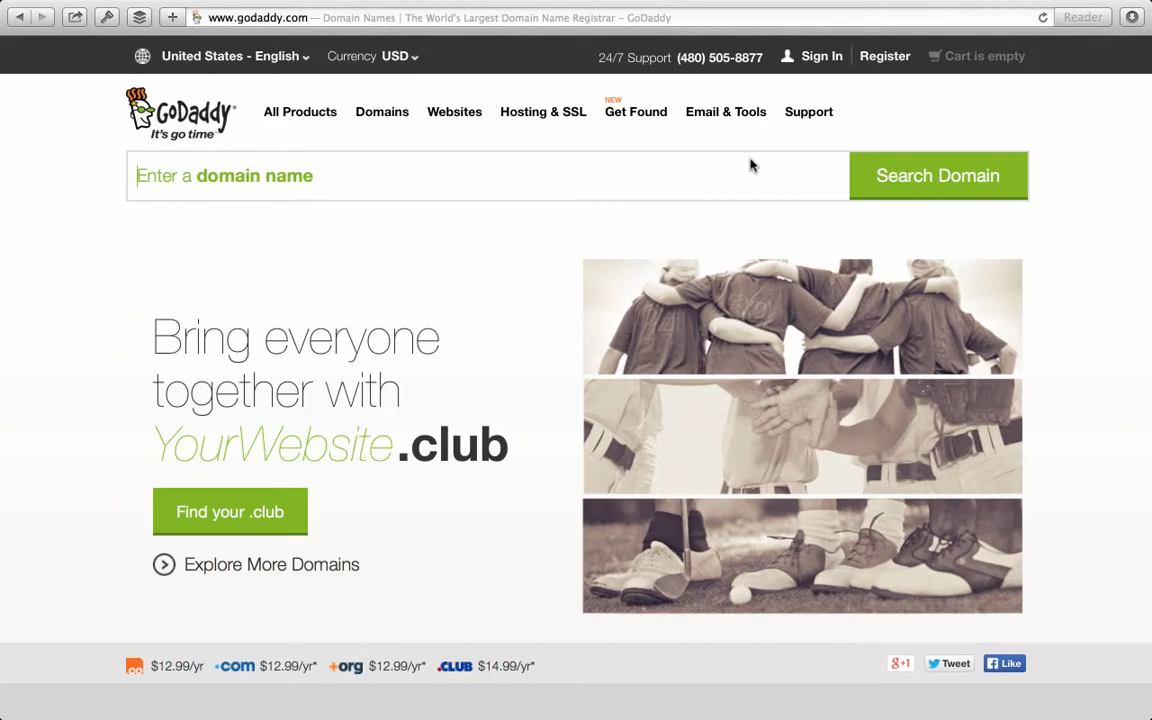 www.godaddy.com — Domain Names | The World's Largest Domain Name Registrar – GoDaddy
Reader
United States - English
Currency USD
24/7 Support (480) 505-8877
Sign In
Register
Cart is empty
GoDaddy
It's go time
All Products
Domains
Websites
Hosting & SSL
NEW
Get Found
Email & Tools
Support
Enter a domain name
Search Domain
Bring everyone
together with
YourWebsite.club
Find your .club
Explore More Domains
.co $12.99/yr
.com $12.99/yr*
.org $12.99/yr*
.CLUB $14.99/yr*
g+1
Tweet
Like